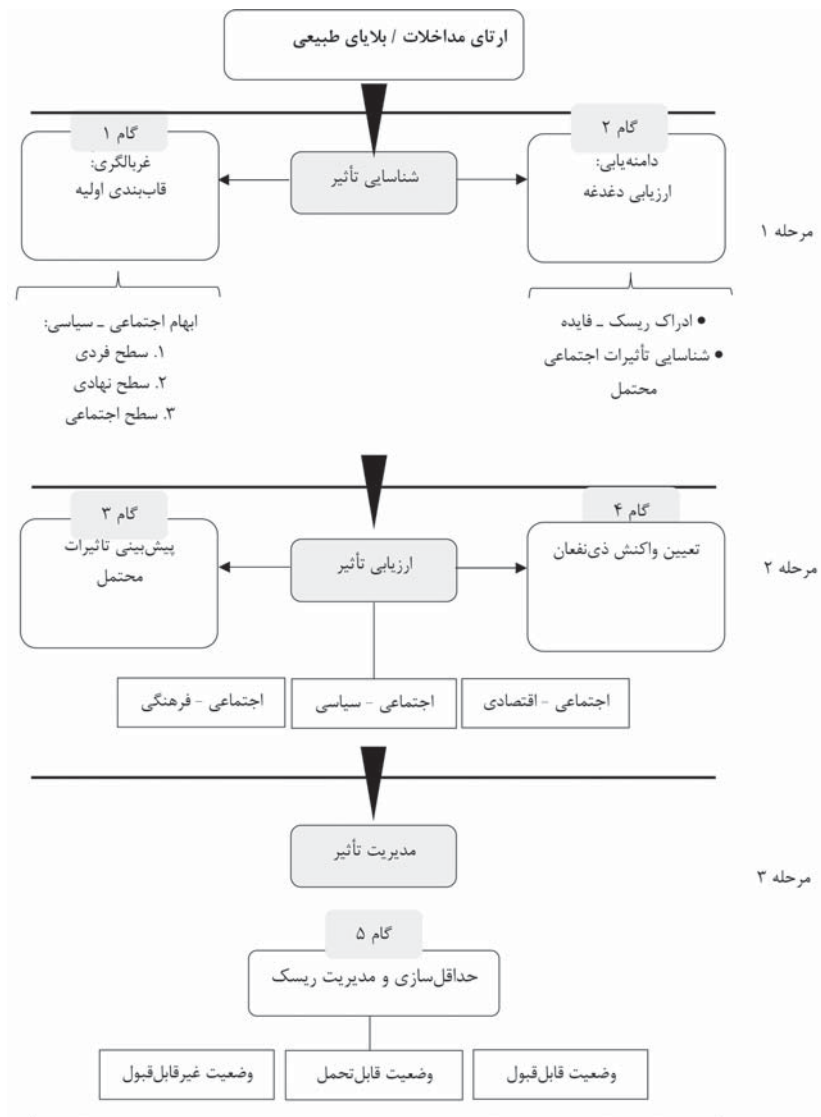 ارتای مداخلات / بلایای طبیعی
گام ۱
غربالگری:
قاب‌بندی اولیه
شناسایی تأثیر
گام ۲
دامنه‌یابی:
ارزیابی دغدغه
مرحله ۱
ابهام اجتماعی ـ سیاسی:
۱. سطح فردی
۲. سطح نهادی
۳. سطح اجتماعی
● ادراک ریسک ـ فایده
● شناسایی تأثیرات اجتماعی
محتمل
گام ۳
پیش‌بینی تاثیرات
محتمل
ارزیابی تأثیر
گام ۴
تعیین واکنش ذی‌نفعان
مرحله ۲
اجتماعی - اقتصادی
اجتماعی - سیاسی
اجتماعی - فرهنگی
مدیریت تأثیر
مرحله ۳
گام ۵
حداقل‌سازی و مدیریت ریسک
وضعیت قابل‌قبول
وضعیت قابل‌تحمل
وضعیت غیرقابل‌قبول